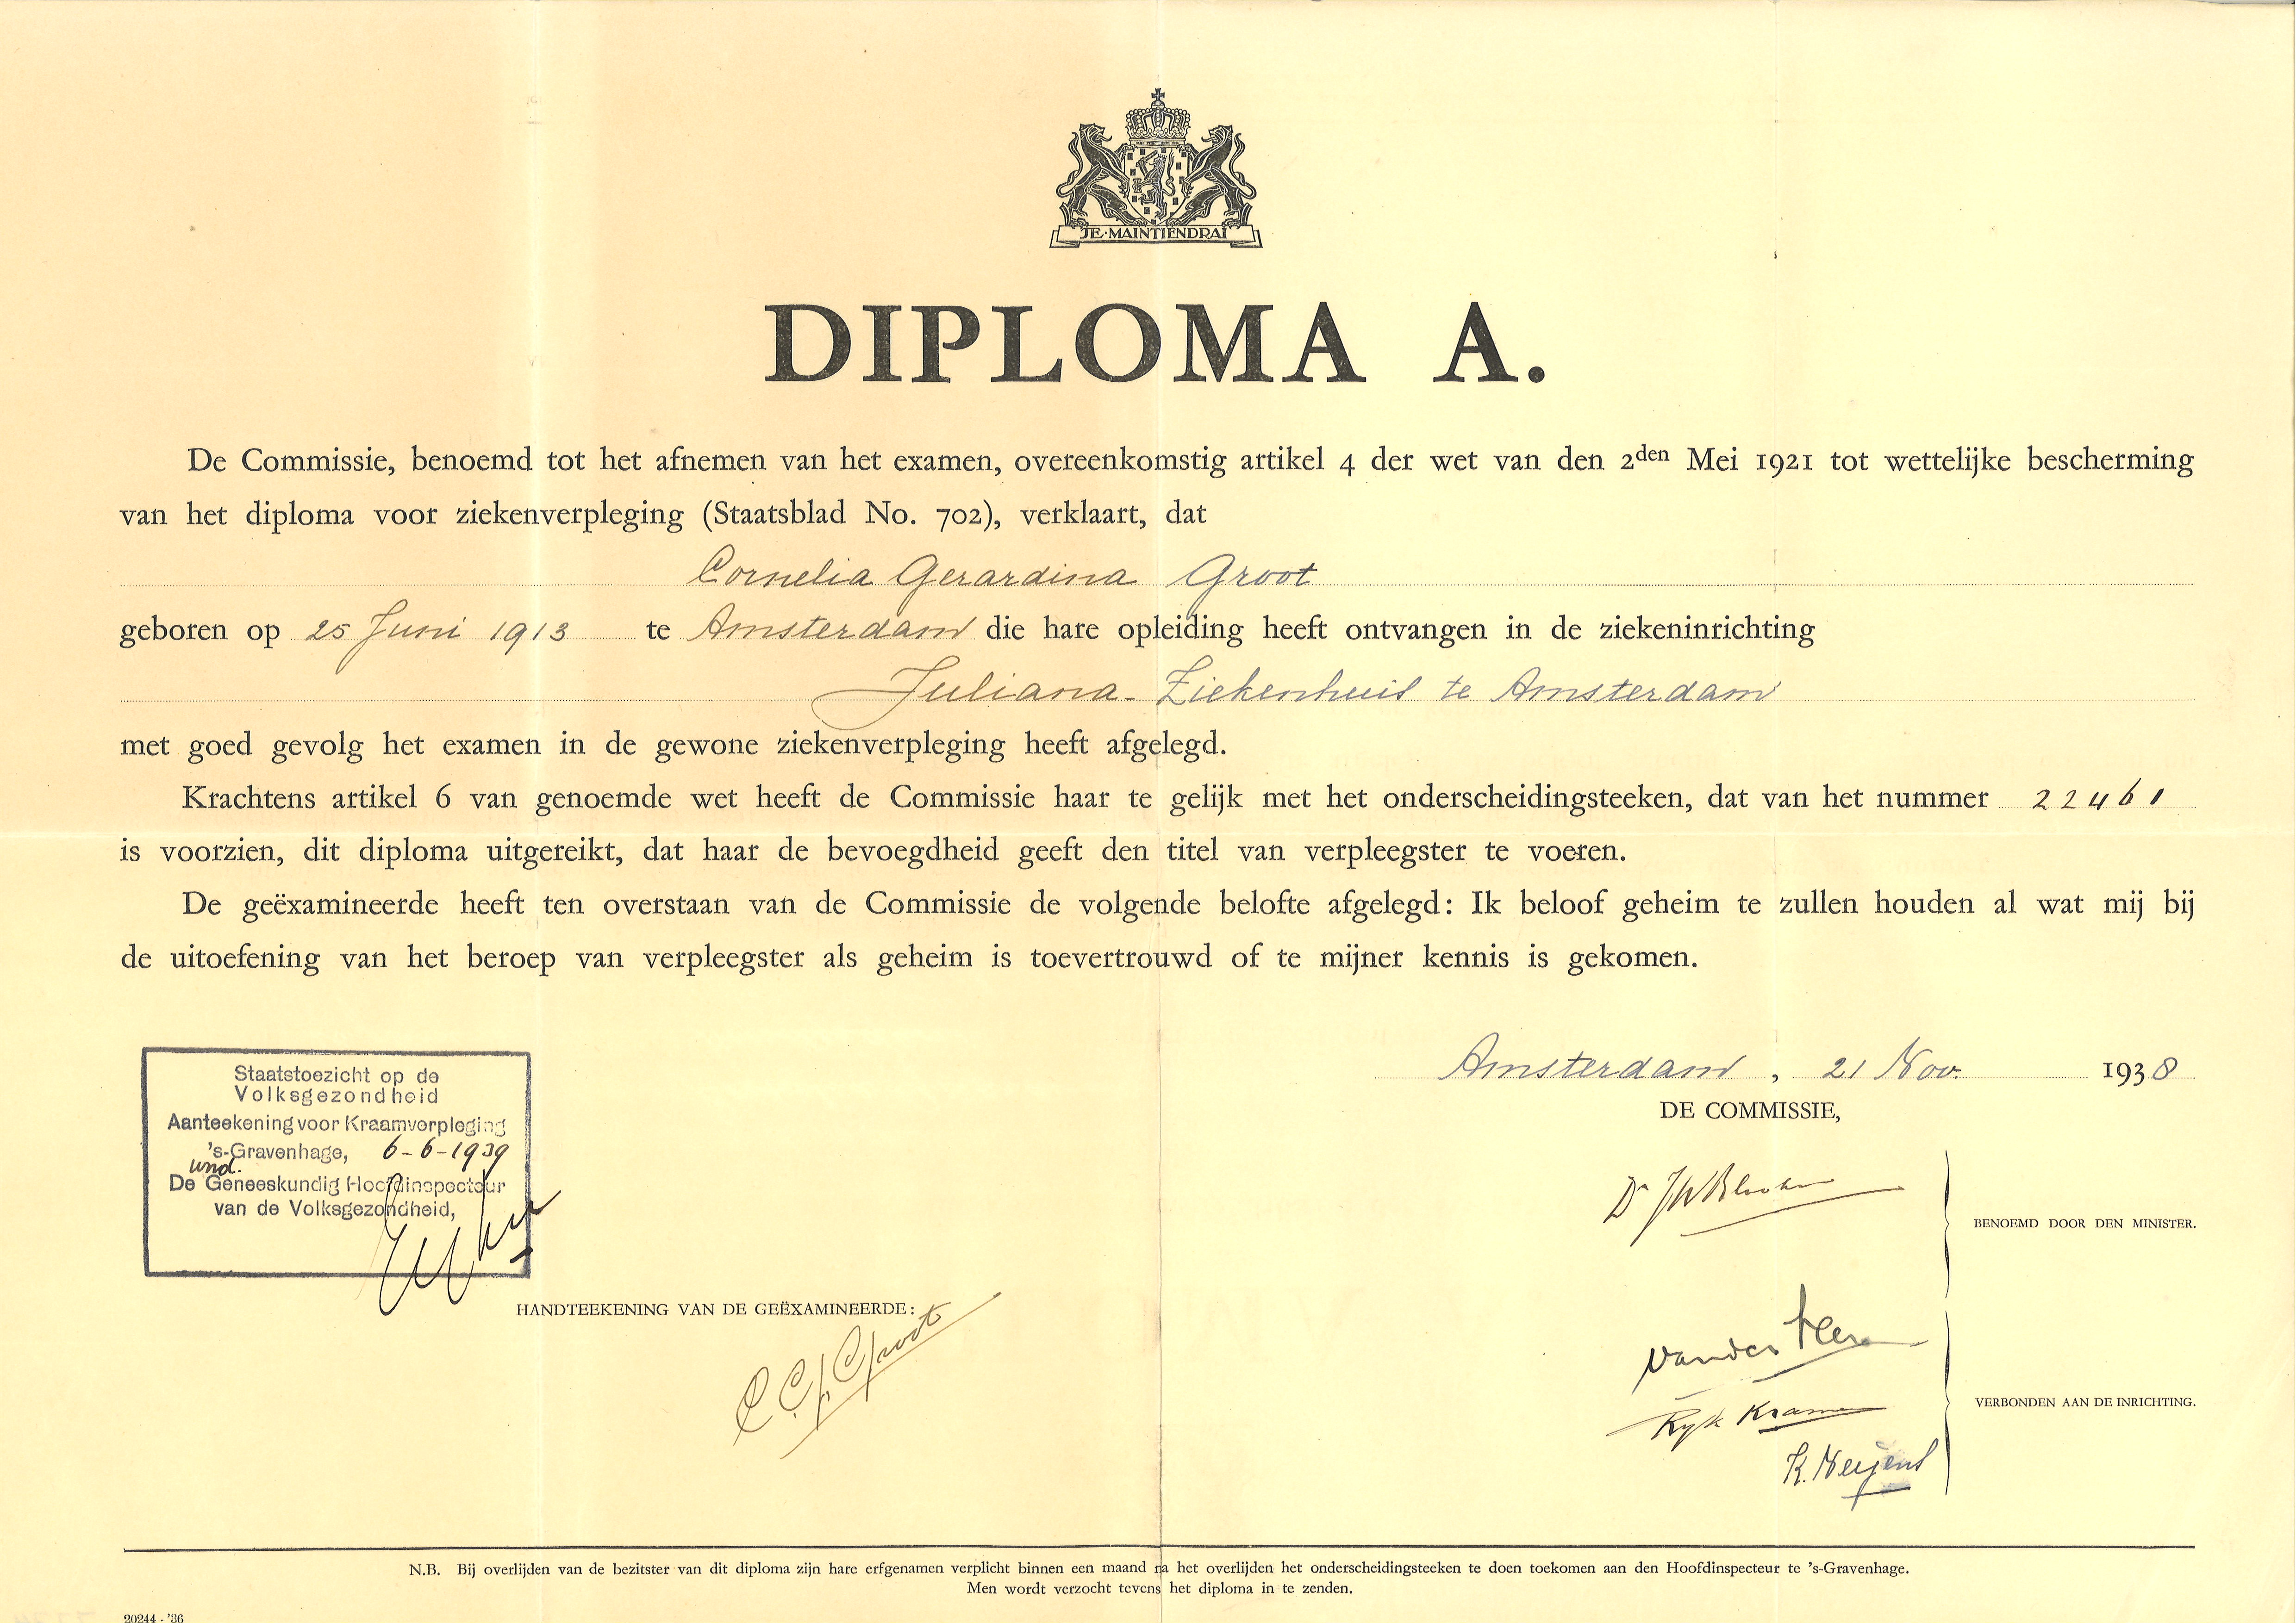 JE·MAINTIENDRAI
DIPLOMA A.
De Commissie, benoemd tot het afnemen van het examen, overeenkomstig artikel 4 der wet van den 2den Mei 1921 tot wettelijke bescherming
van het diploma voor ziekenverpleging (Staatsblad No. 702), verklaart, dat
Cornelia Gerardina Groot
geboren op 25 Juni 1913 te Amsterdam die hare opleiding heeft ontvangen in de ziekeninrichting
Juliana-Ziekenhuis te Amsterdam
met goed gevolg het examen in de gewone ziekenverpleging heeft afgelegd.
Krachtens artikel 6 van genoemde wet heeft de Commissie haar te gelijk met het onderscheidingsteeken, dat van het nummer 22461
is voorzien, dit diploma uitgereikt, dat haar de bevoegdheid geeft den titel van verpleegster te voeren.
De geëxamineerde heeft ten overstaan van de Commissie de volgende belofte afgelegd: Ik beloof geheim te zullen houden al wat mij bij
de uitoefening van het beroep van verpleegster als geheim is toevertrouwd of te mijner kennis is gekomen.
Staatstoezicht op de
Volksgezondheid
Aanteekening voor Kraamverpleging
's-Gravenhage, 6-6-1939
wnd.
De Geneeskundig Hoofdinspecteur
van de Volksgezondheid,
Amsterdam, 21 Nov. 1938
DE COMMISSIE,
BENOEMD DOOR DEN MINISTER.
HANDTEEKENING VAN DE GEËXAMINEERDE:
C. G. Groot
van der
Ryk Kramer
VERBONDEN AAN DE INRICHTING.
N.B. Bij overlijden van de bezitster van dit diploma zijn hare erfgenamen verplicht binnen een maand na het overlijden het onderscheidingsteeken te doen toekomen aan den Hoofdinspecteur te 's-Gravenhage.
Men wordt verzocht tevens het diploma in te zenden.
20244 - '36